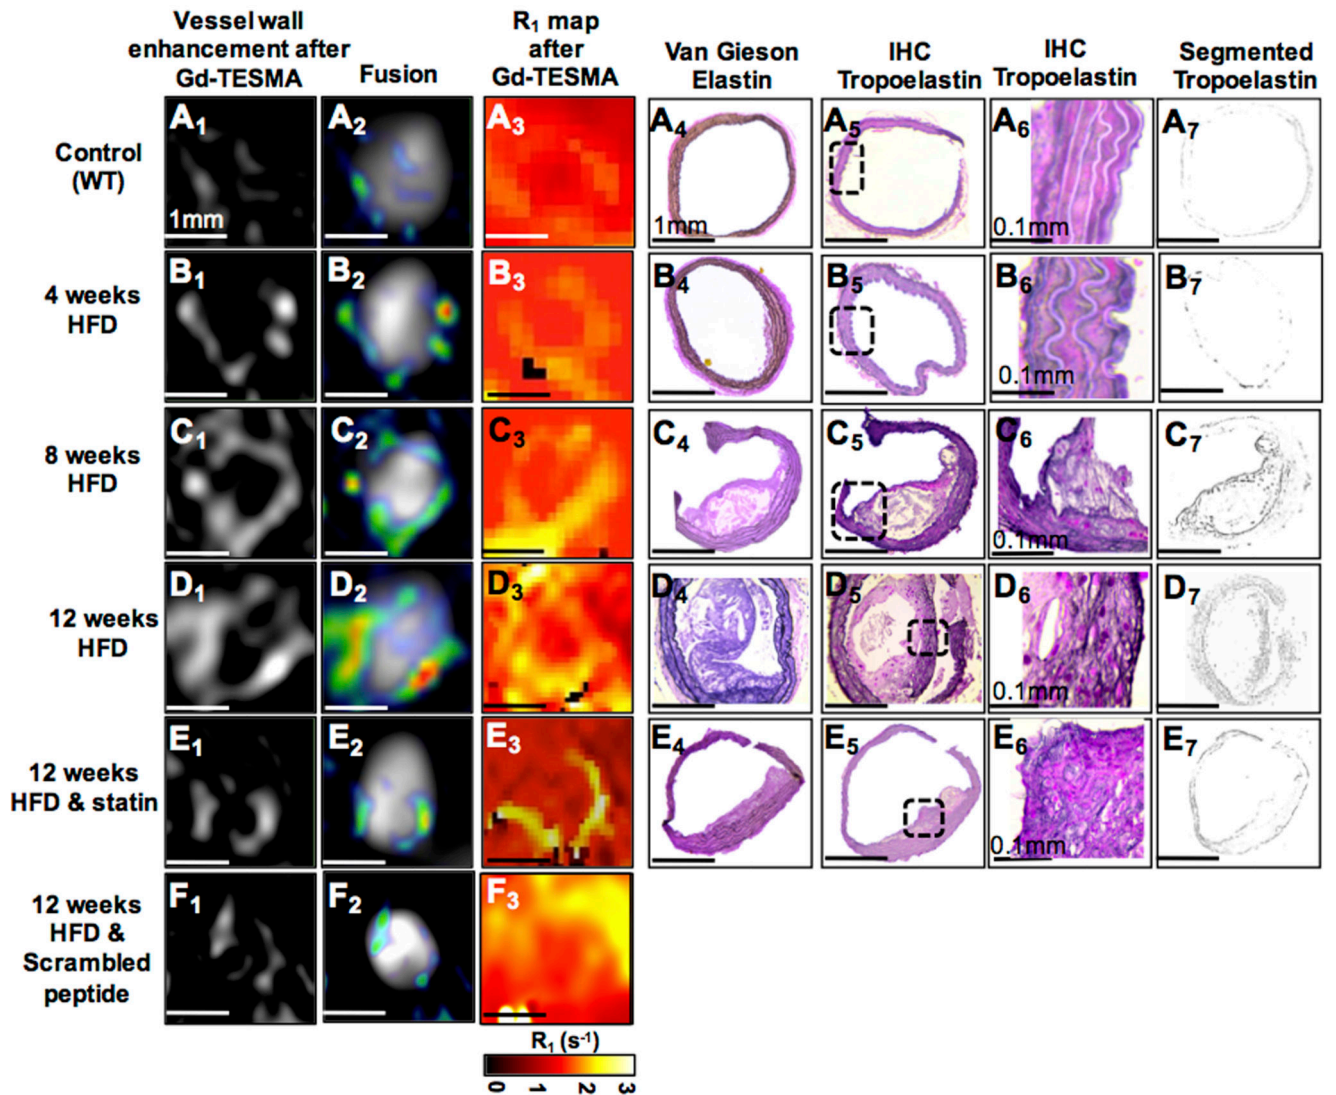 Vessel wall
enhancement after
Gd-TESMA
Fusion
R₁ map
after
Gd-TESMA
Van Gieson
Elastin
IHC
Tropoelastin
IHC
Tropoelastin
Segmented
Tropoelastin
Control
(WT)
A₁
1mm
A₂
A₃
A₄
1mm
A₅
A₆
0.1mm
A₇
4 weeks
HFD
B₁
B₂
B₃
B₄
B₅
B₆
0.1mm
B₇
8 weeks
HFD
C₁
C₂
C₃
C₄
C₅
C₆
0.1mm
C₇
12 weeks
HFD
D₁
D₂
D₃
D₄
D₅
D₆
0.1mm
D₇
12 weeks
HFD & statin
E₁
E₂
E₃
E₄
E₅
E₆
0.1mm
E₇
12 weeks
HFD &
Scrambled
peptide
F₁
F₂
F₃
R₁ (s⁻¹)
0 1 2 3